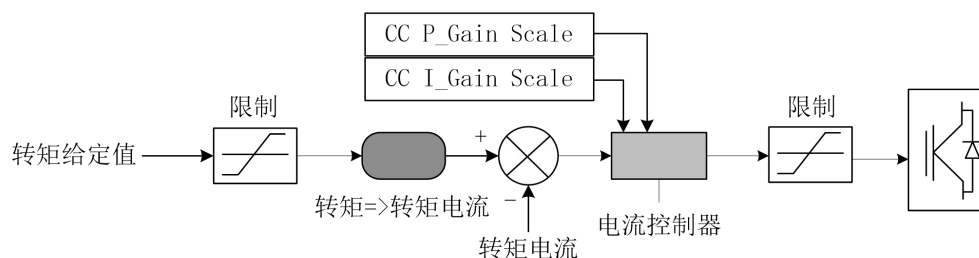 CC P_Gain Scale
CC I_Gain Scale
限制
限制
转矩给定值
+
-
转矩=>转矩电流
转矩电流
电流控制器